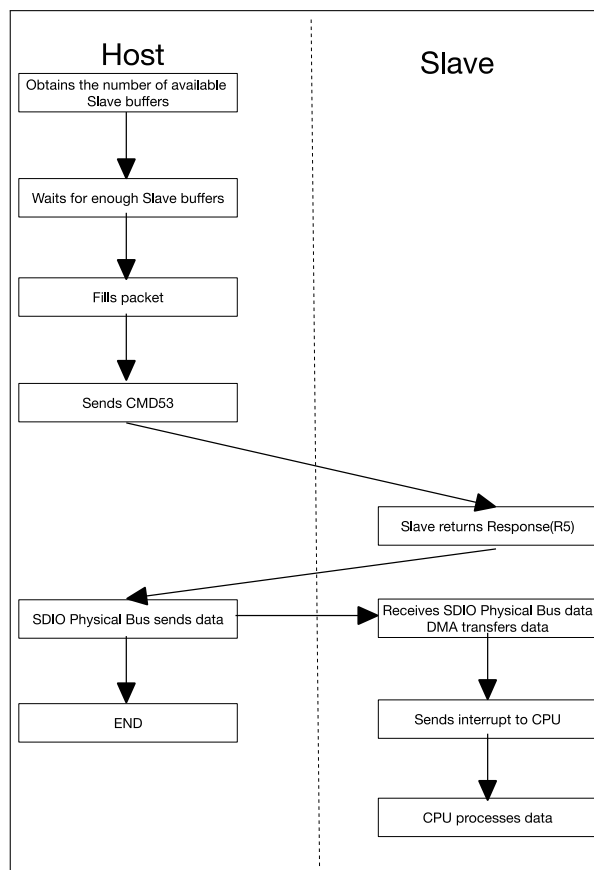 Host
Slave
Obtains the number of available
Slave buffers
Waits for enough Slave buffers
Fills packet
Sends CMD53
Slave returns Response(R5)
SDIO Physical Bus sends data
Receives SDIO Physical Bus data
DMA transfers data
END
Sends interrupt to CPU
CPU processes data